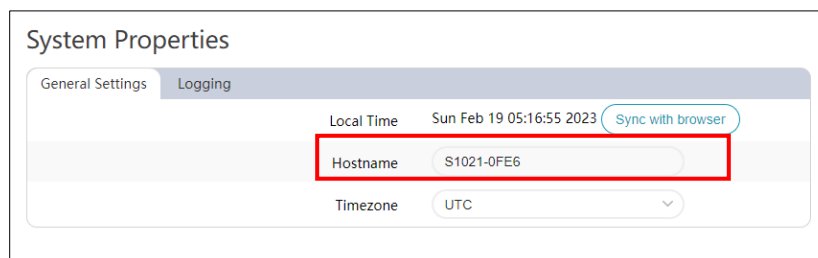 System Properties
General Settings Logging
Local Time Sun Feb 19 05:16:55 2023 Sync with browser
Hostname S1021-0FE6
Timezone UTC